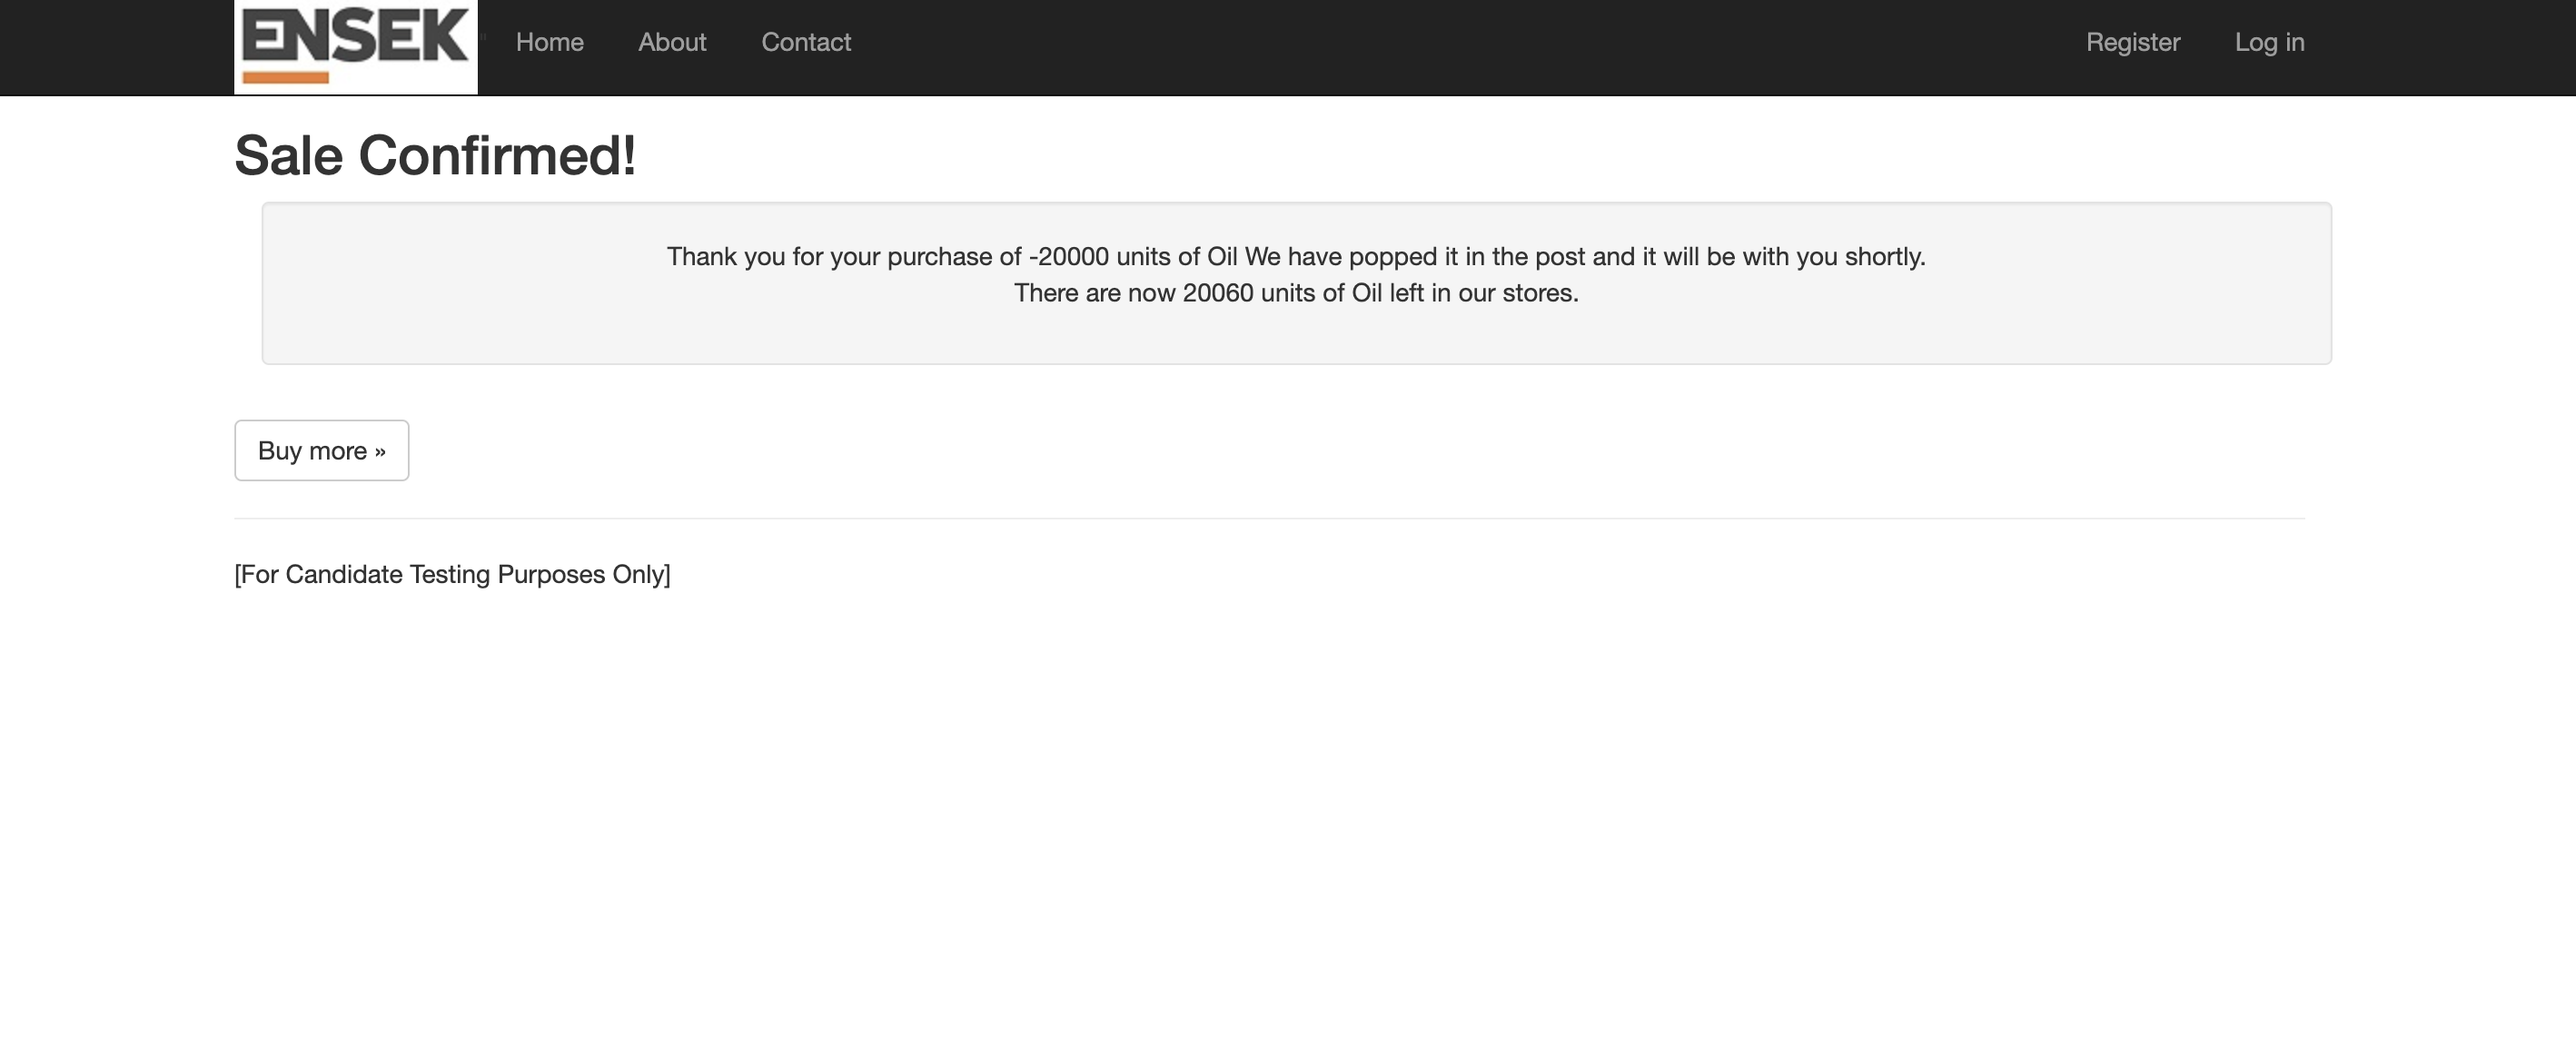 ENSEK
Home About Contact Register Log in
Sale Confirmed!
Thank you for your purchase of -20000 units of Oil We have popped it in the post and it will be with you shortly.
There are now 20060 units of Oil left in our stores.
Buy more »
[For Candidate Testing Purposes Only]